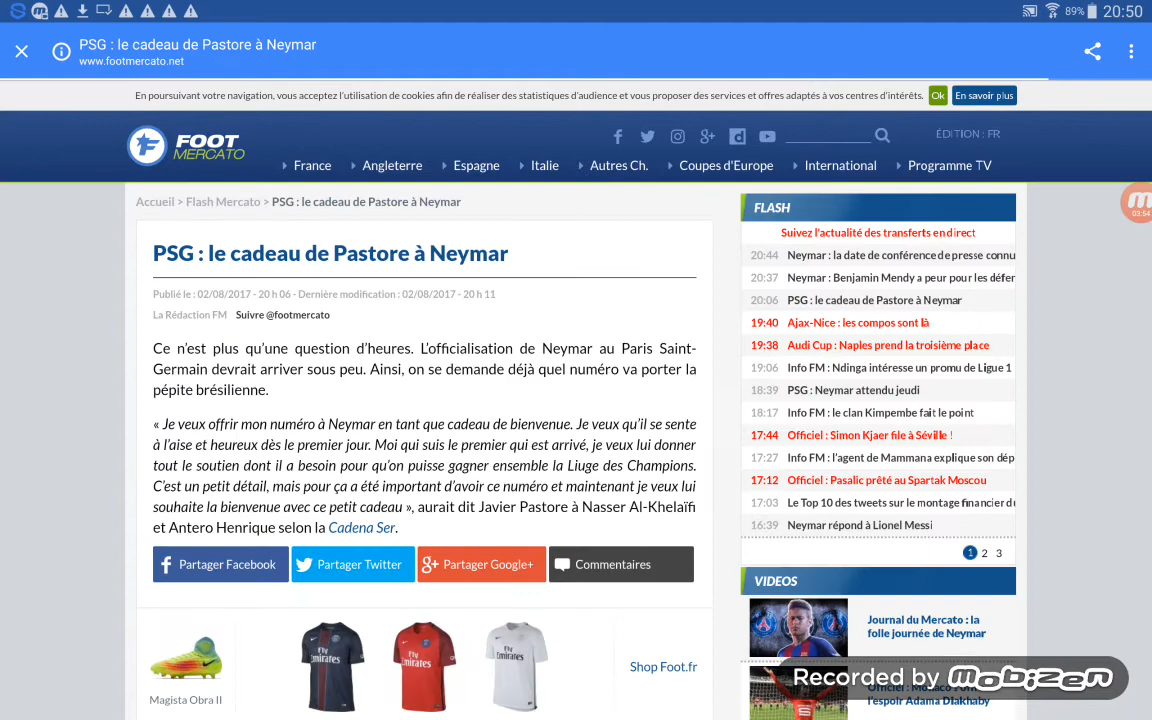 89% 20:50
PSG : le cadeau de Pastore à Neymar
www.footmercato.net
En poursuivant votre navigation, vous acceptez l'utilisation de cookies afin de réaliser des statistiques d'audience et vous proposer des services et offres adaptés à vos centres d'intérêts. Ok En savoir plus
FOOT
MERCATO
ÉDITION : FR
France Angleterre Espagne Italie Autres Ch. Coupes d'Europe International Programme TV
Accueil > Flash Mercato > PSG : le cadeau de Pastore à Neymar
PSG : le cadeau de Pastore à Neymar
Publié le : 02/08/2017 - 20 h 06 - Dernière modification : 02/08/2017 - 20 h 11
La Rédaction FM Suivre @footmercato
Ce n'est plus qu'une question d'heures. L'officialisation de Neymar au Paris Saint-
Germain devrait arriver sous peu. Ainsi, on se demande déjà quel numéro va porter la
pépite brésilienne.
« Je veux offrir mon numéro à Neymar en tant que cadeau de bienvenue. Je veux qu'il se sente
à l'aise et heureux dès le premier jour. Moi qui suis le premier qui est arrivé, je veux lui donner
tout le soutien dont il a besoin pour qu'on puisse gagner ensemble la Liuge des Champions.
C'est un petit détail, mais pour ça a été important d'avoir ce numéro et maintenant je veux lui
souhaite la bienvenue avec ce petit cadeau », aurait dit Javier Pastore à Nasser Al-Khelaïfi
et Antero Henrique selon la Cadena Ser.
Partager Facebook Partager Twitter Partager Google+ Commentaires
Fly Emirates
Fly Emirates
Fly Emirates
Shop Foot.fr
Magista Obra II
FLASH
Suivez l'actualité des transferts en direct
20:44 Neymar : la date de conférence de presse connu
20:37 Neymar : Benjamin Mendy a peur pour les défen
20:06 PSG : le cadeau de Pastore à Neymar
19:40 Ajax-Nice : les compos sont là
19:38 Audi Cup : Naples prend la troisième place
19:06 Info FM : Ndinga intéresse un promu de Ligue 1
18:39 PSG : Neymar attendu jeudi
18:17 Info FM : le clan Kimpembe fait le point
17:44 Officiel : Simon Kjaer file à Séville !
17:27 Info FM : l'agent de Mammana explique son dép
17:12 Officiel : Pasalic prêté au Spartak Moscou
17:03 Le Top 10 des tweets sur le montage financier du
16:39 Neymar répond à Lionel Messi
1 2 3
VIDEOS
Journal du Mercato : la
folle journée de Neymar
l'espoir Adama Diakhaby
03:54
Recorded by mobizen